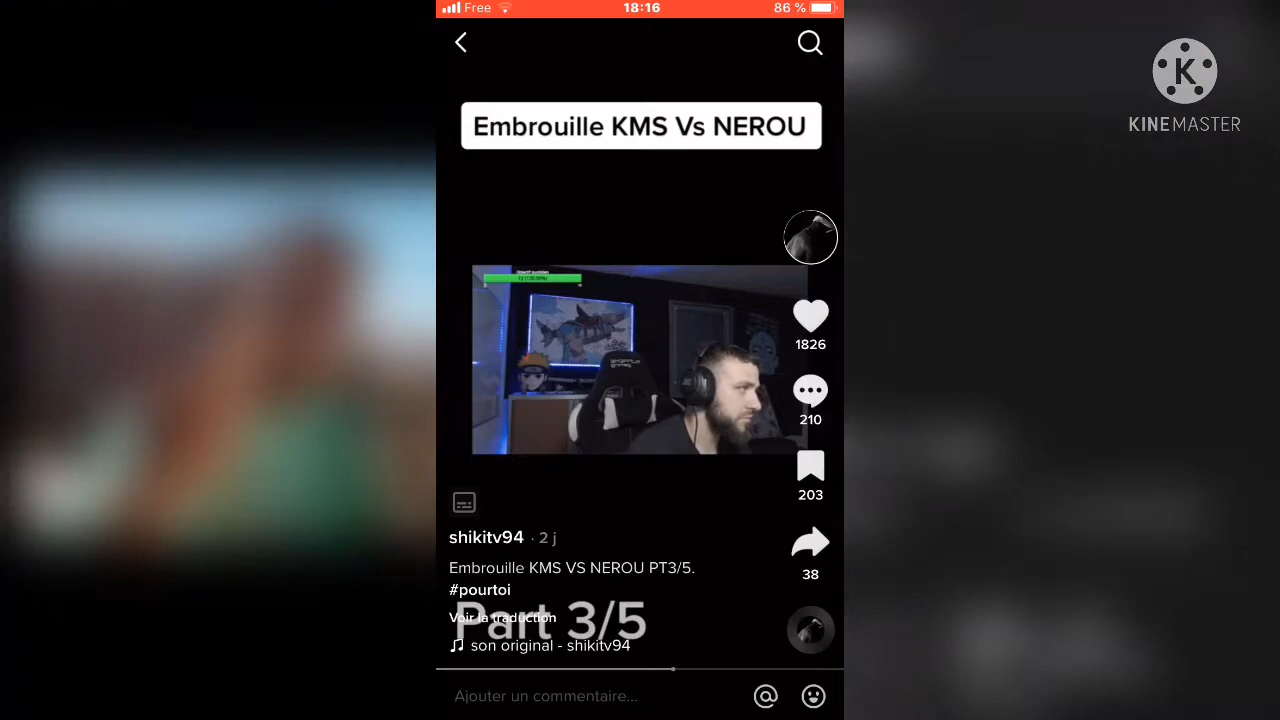 Free
18:16
86 %
K
KINEMASTER
Embrouille KMS Vs NEROU
1826
210
203
shikitv94 · 2 j
38
Embrouille KMS VS NEROU PT3/5.
#pourtoi
Voir la traduction
Part 3/5
son original - shikitv94
Ajouter un commentaire...